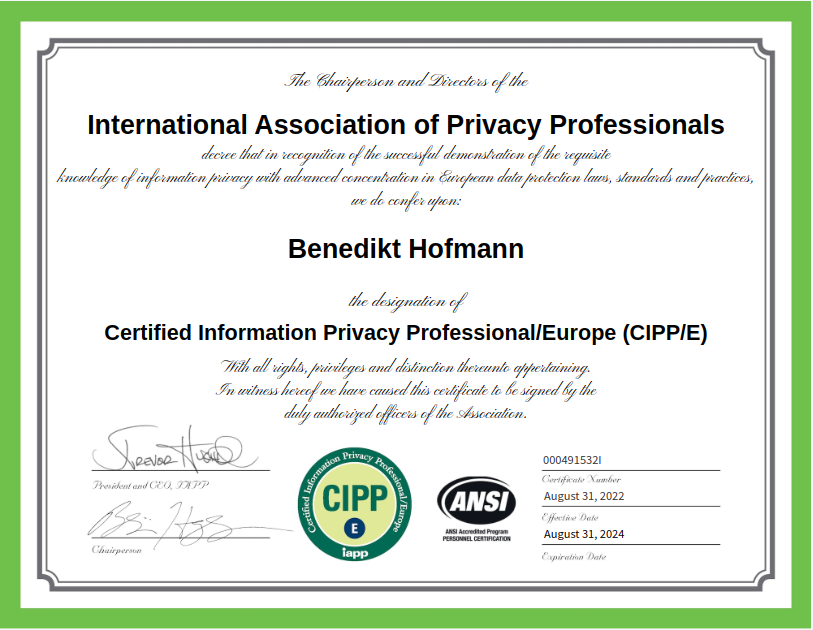 The Chairperson and Directors of the
International Association of Privacy Professionals
decree that in recognition of the successful demonstration of the requisite
knowledge of information privacy with advanced concentration in European data protection laws, standards and practices,
we do confer upon:
Benedikt Hofmann
the designation of
Certified Information Privacy Professional/Europe (CIPP/E)
With all rights, privileges and distinction thereunto appertaining.
In witness hereof we have caused this certificate to be signed by the
duly authorized officers of the Association.
Trevor Hughes
President and CEO, IAPP
Chairperson
Certified Information Privacy Professional/Europe
CIPP
E
iapp
ANSI
ANSI Accredited Program
PERSONNEL CERTIFICATION
000491532I
Certificate Number
August 31, 2022
Effective Date
August 31, 2024
Expiration Date